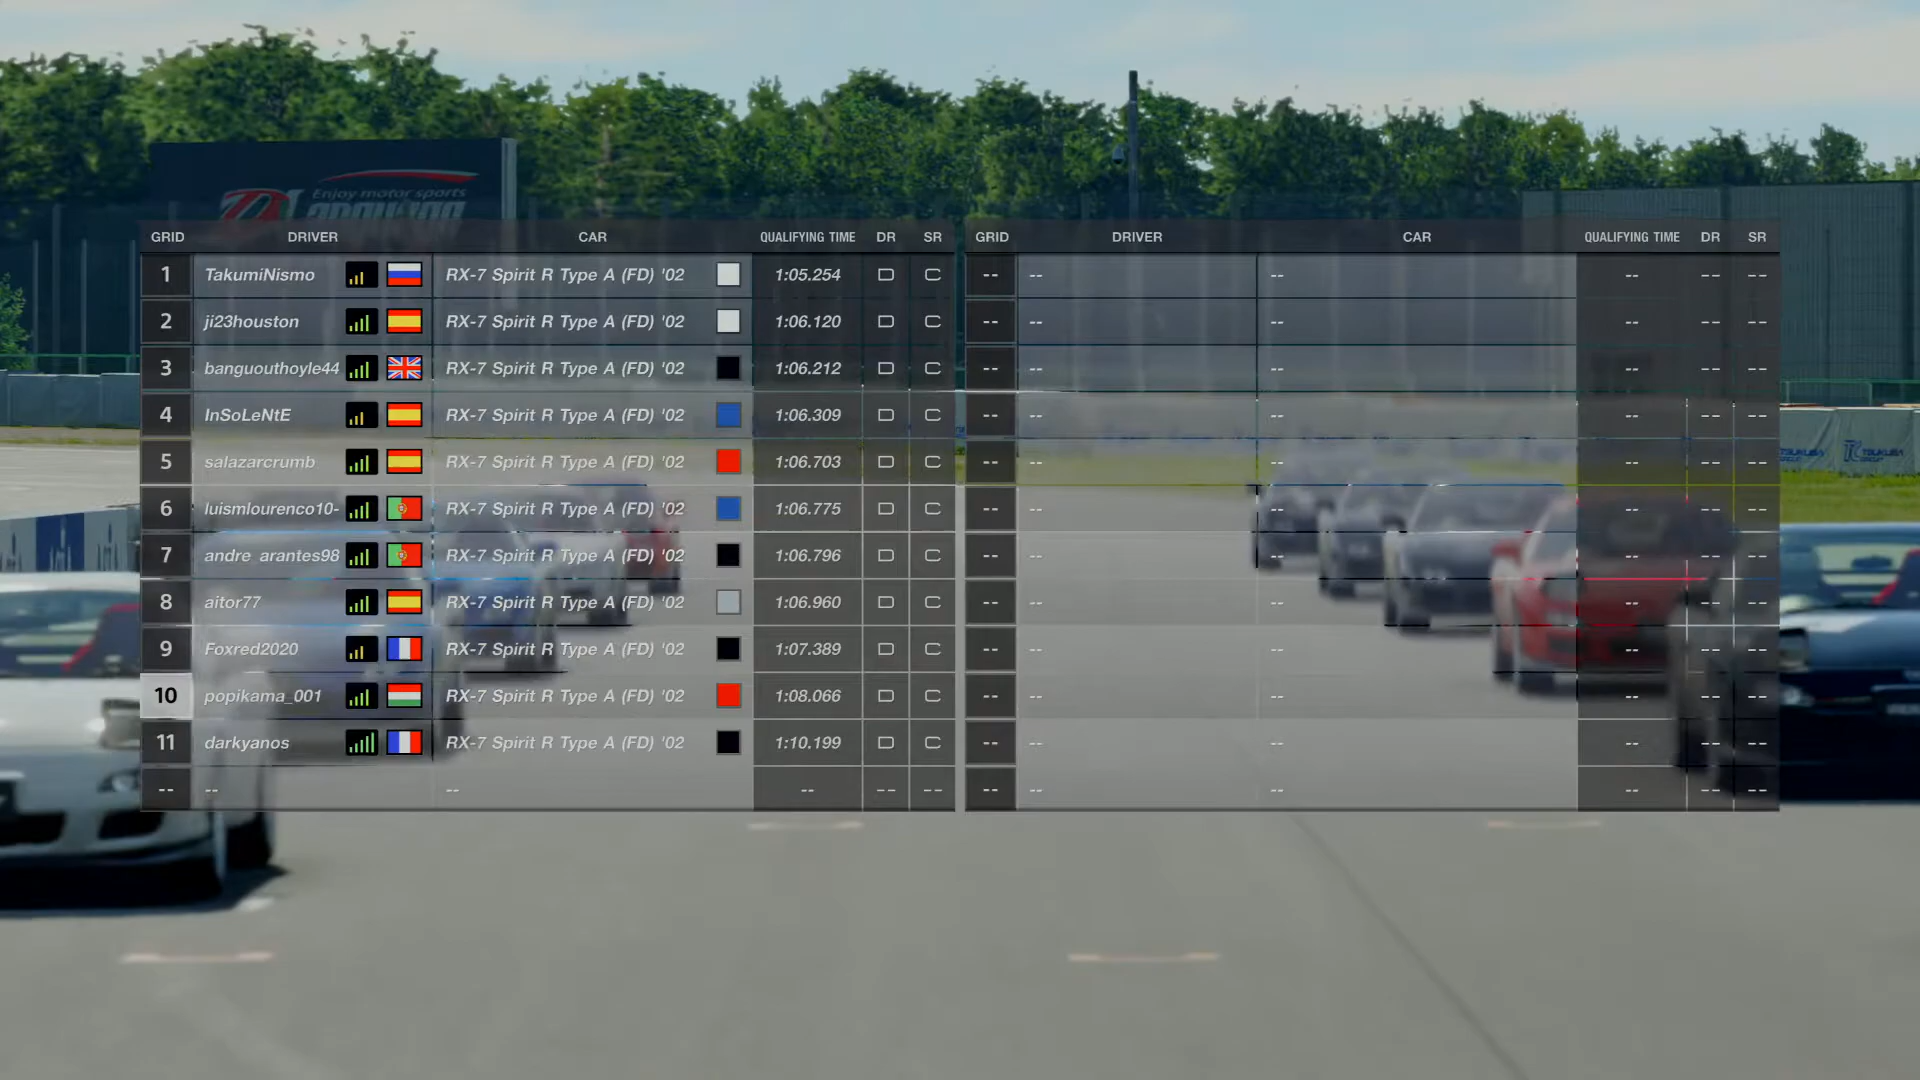 Enjoy motor sports
GRID DRIVER CAR QUALIFYING TIME DR SR GRID DRIVER CAR QUALIFYING TIME DR SR
1 TakumiNismo RX-7 Spirit R Type A (FD) '02 1:05.254 D C -- -- -- -- -- --
2 ji23houston RX-7 Spirit R Type A (FD) '02 1:06.120 D C -- -- -- -- -- --
3 banguouthoyle44 RX-7 Spirit R Type A (FD) '02 1:06.212 D C -- -- -- -- -- --
4 InSoLeNtE RX-7 Spirit R Type A (FD) '02 1:06.309 D C -- -- -- -- -- --
5 salazarcrumb RX-7 Spirit R Type A (FD) '02 1:06.703 D C -- -- -- -- -- --
6 luismlourenco10- RX-7 Spirit R Type A (FD) '02 1:06.775 D C -- -- -- -- -- --
7 andre_arantes98 RX-7 Spirit R Type A (FD) '02 1:06.796 D C -- -- -- -- -- --
8 aitor77 RX-7 Spirit R Type A (FD) '02 1:06.960 D C -- -- -- -- -- --
9 Foxred2020 RX-7 Spirit R Type A (FD) '02 1:07.389 D C -- -- -- -- -- --
10 popikama_001 RX-7 Spirit R Type A (FD) '02 1:08.066 D C -- -- -- -- -- --
11 darkyanos RX-7 Spirit R Type A (FD) '02 1:10.199 D C -- -- -- -- -- --
-- -- -- -- -- -- -- -- -- -- -- --
TSUKUBA